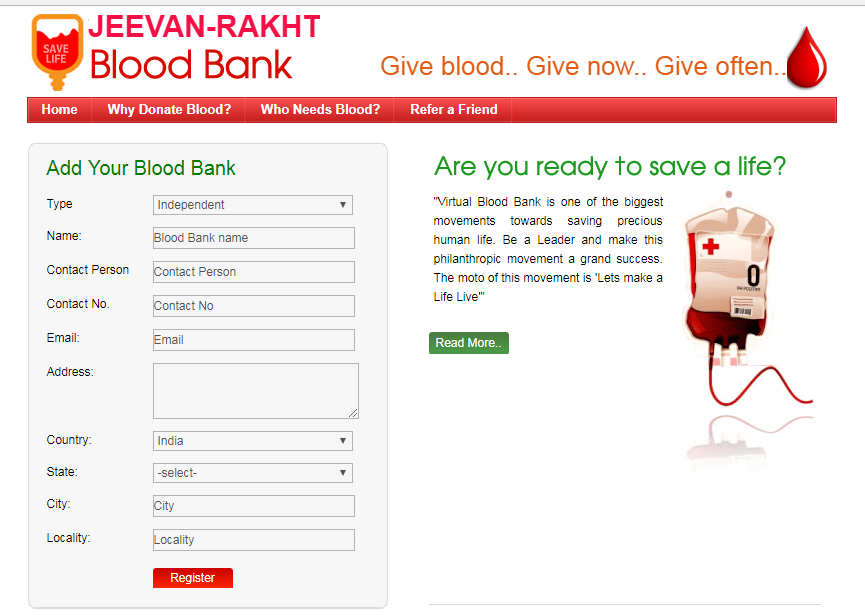 JEEVAN-RAKHT
SAVE
LIFE
Blood Bank
Give blood.. Give now.. Give often..
Home Why Donate Blood? Who Needs Blood? Refer a Friend
Add Your Blood Bank
Type Independent
Name: Blood Bank name
Contact Person Contact Person
Contact No. Contact No
Email: Email
Address:
Country: India
State: -select-
City: City
Locality: Locality
Register
Are you ready to save a life?
"Virtual Blood Bank is one of the biggest
movements towards saving precious
human life. Be a Leader and make this
philanthropic movement a grand success.
The moto of this movement is 'Lets make a
Life Live'"
Read More..
O